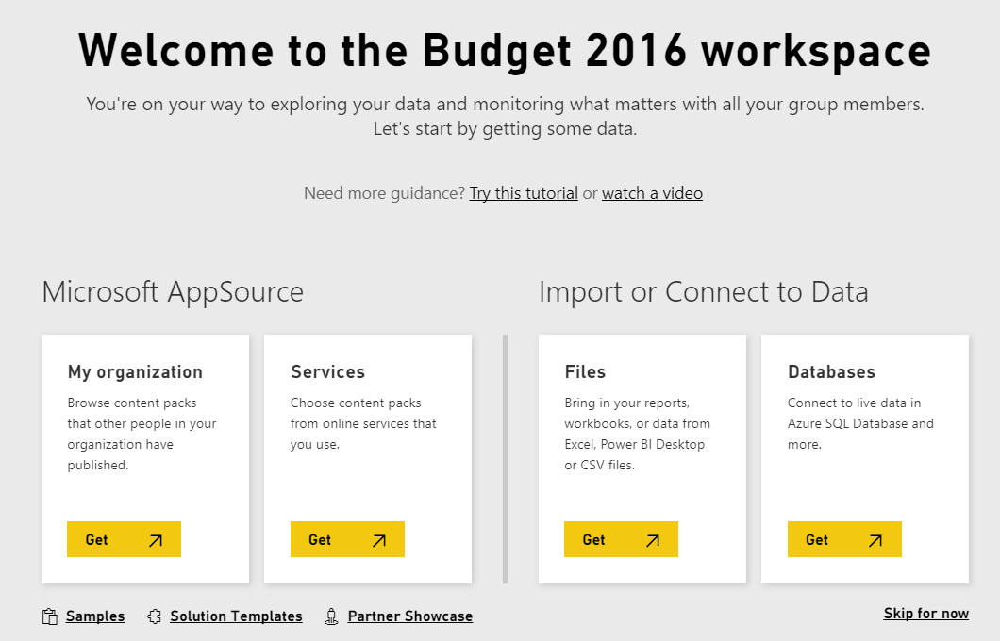 Welcome to the Budget 2016 workspace
You're on your way to exploring your data and monitoring what matters with all your group members.
Let's start by getting some data.
Need more guidance? Try this tutorial or watch a video
Microsoft AppSource
My organization
Browse content packs
that other people in your
organization have
published.
Get
Services
Choose content packs
from online services that
you use.
Get
Import or Connect to Data
Files
Bring in your reports,
workbooks, or data from
Excel, Power BI Desktop
or CSV files.
Get
Databases
Connect to live data in
Azure SQL Database and
more.
Get
Samples
Solution Templates
Partner Showcase
Skip for now